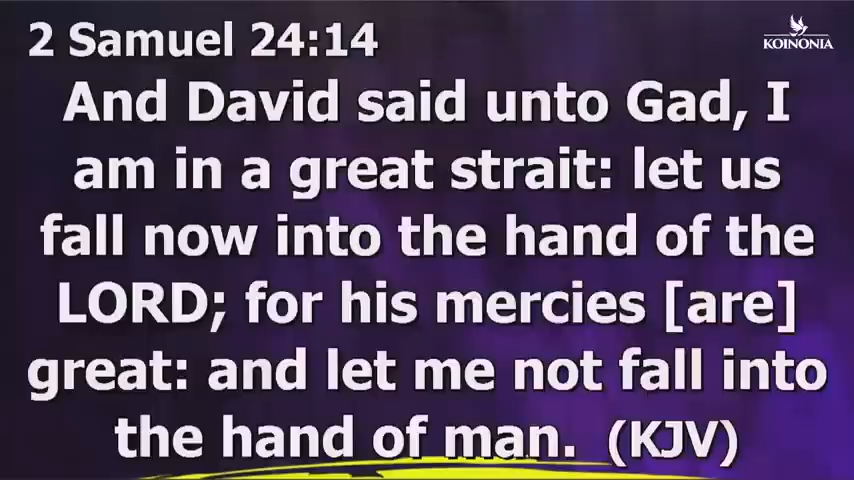 2 Samuel 24:14
KOINONIA
And David said unto Gad, I
am in a great strait: let us
fall now into the hand of the
LORD; for his mercies [are]
great: and let me not fall into
the hand of man. (KJV)